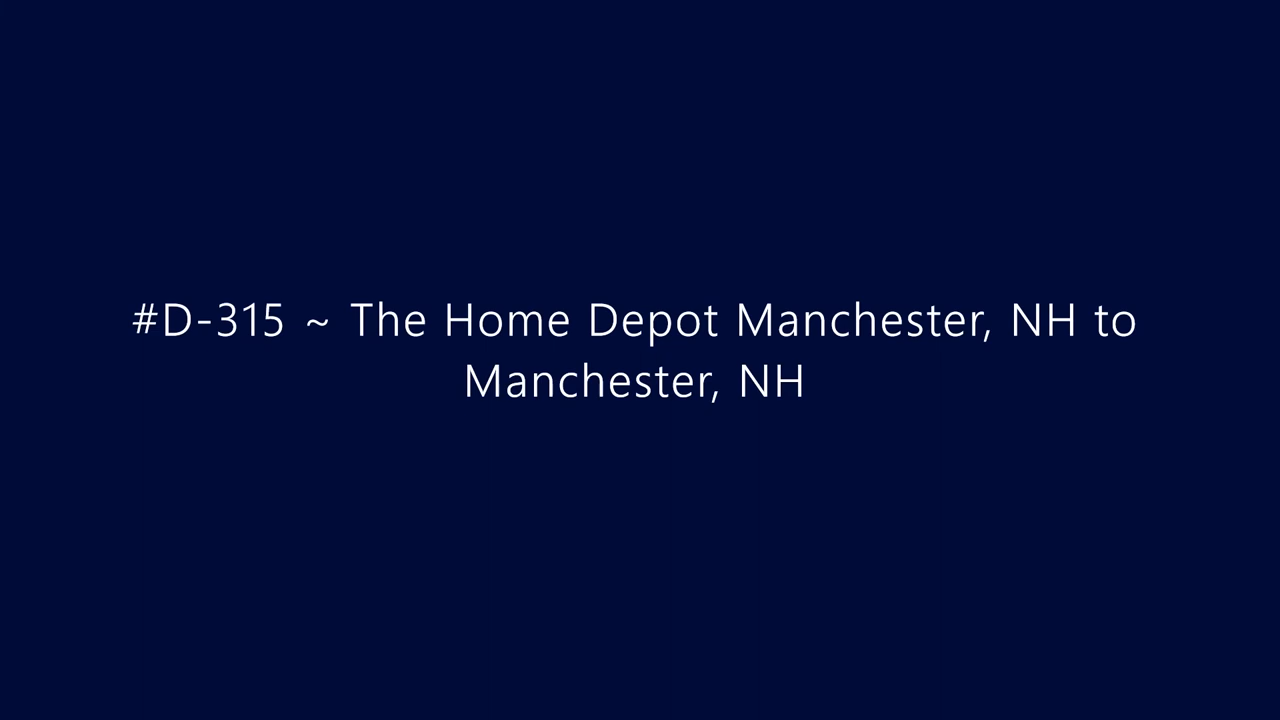 #D-315 ~ The Home Depot Manchester, NH to
Manchester, NH